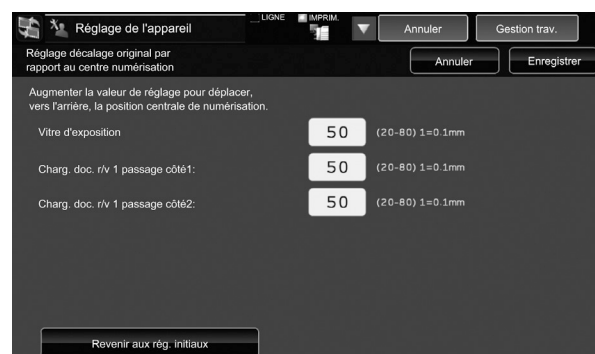 Réglage de l'appareil
LIGNE
IMPRIM.
Annuler
Gestion trav.
Réglage décalage original par
rapport au centre numérisation
Annuler
Enregistrer
Augmenter la valeur de réglage pour déplacer,
vers l'arrière, la position centrale de numérisation.
Vitre d'exposition
50
(20-80) 1=0.1mm
Charg. doc. r/v 1 passage côté1:
50
(20-80) 1=0.1mm
Charg. doc. r/v 1 passage côté2:
50
(20-80) 1=0.1mm
Revenir aux rég. initiaux